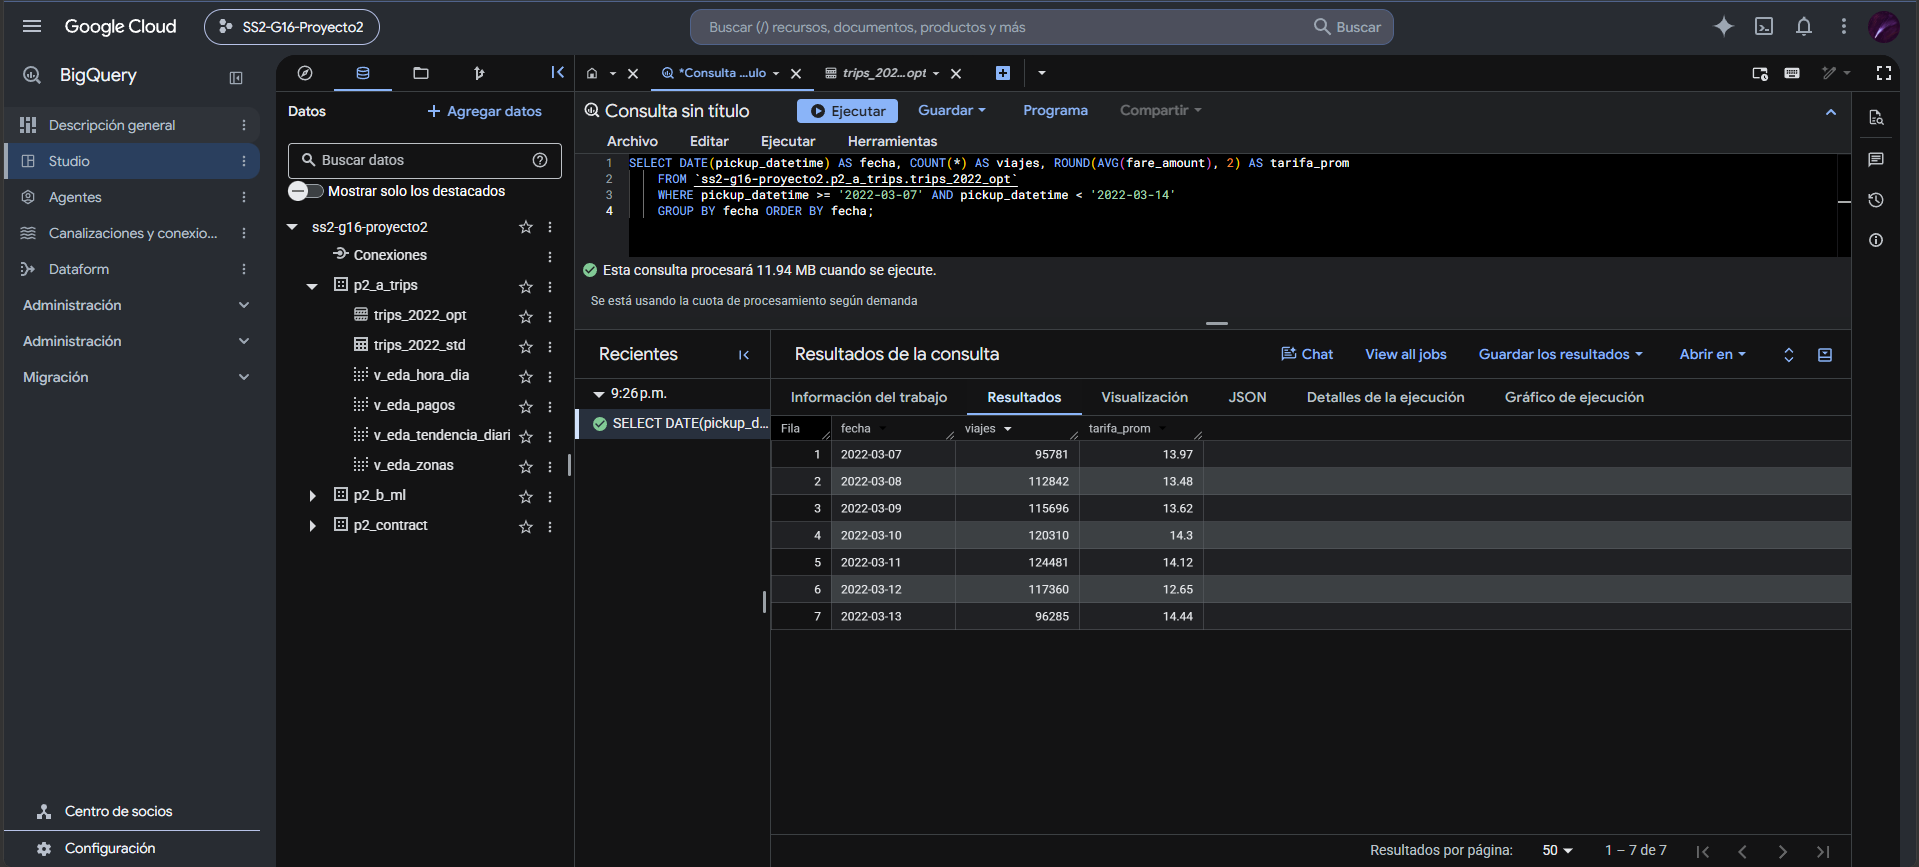 Google Cloud
SS2-G16-Proyecto2
Buscar (/) recursos, documentos, productos y más
Buscar
BigQuery
Descripción general
Studio
Agentes
Canalizaciones y conexio...
Dataform
Administración
Administración
Migración
Centro de socios
Configuración
Datos
Agregar datos
Buscar datos
Mostrar solo los destacados
ss2-g16-proyecto2
Conexiones
p2_a_trips
trips_2022_opt
trips_2022_std
v_eda_hora_dia
v_eda_pagos
v_eda_tendencia_diari
v_eda_zonas
p2_b_ml
p2_contract
*Consulta ...ulo
trips_202...opt
Consulta sin título
Ejecutar
Guardar
Programa
Compartir
Archivo Editar Ejecutar Herramientas
1 SELECT DATE(pickup_datetime) AS fecha, COUNT(*) AS viajes, ROUND(AVG(fare_amount), 2) AS tarifa_prom
2 FROM `ss2-g16-proyecto2.p2_a_trips.trips_2022_opt`
3 WHERE pickup_datetime >= '2022-03-07' AND pickup_datetime < '2022-03-14'
4 GROUP BY fecha ORDER BY fecha;
Esta consulta procesará 11.94 MB cuando se ejecute.
Se está usando la cuota de procesamiento según demanda
Recientes
9:26 p.m.
SELECT DATE(pickup_d...
Resultados de la consulta
Chat
View all jobs
Guardar los resultados
Abrir en
Información del trabajo Resultados Visualización JSON Detalles de la ejecución Gráfico de ejecución
Fila fecha viajes tarifa_prom
1 2022-03-07 95781 13.97
2 2022-03-08 112842 13.48
3 2022-03-09 115696 13.62
4 2022-03-10 120310 14.3
5 2022-03-11 124481 14.12
6 2022-03-12 117360 12.65
7 2022-03-13 96285 14.44
Resultados por página: 50 1 – 7 de 7